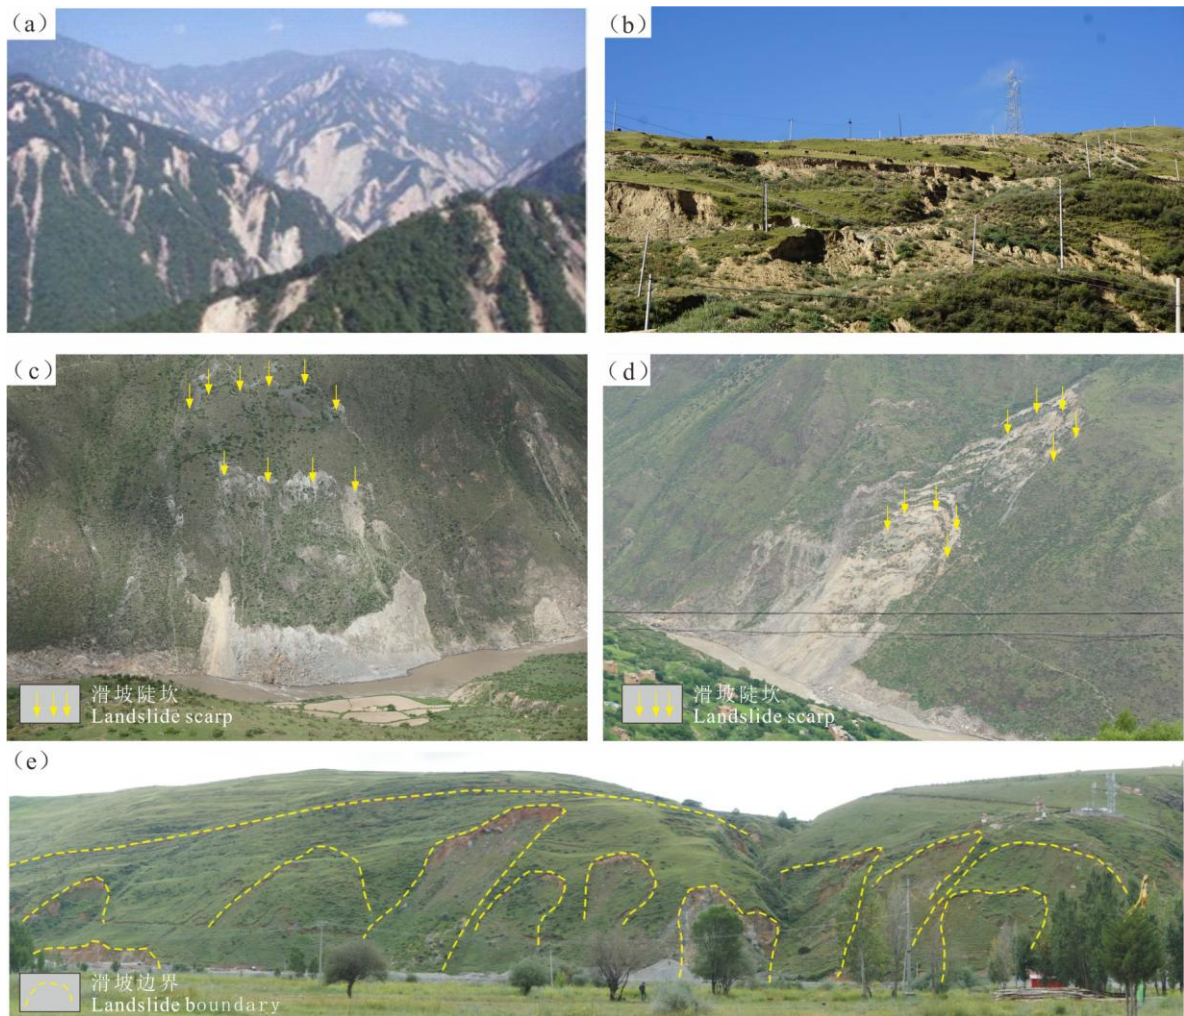 (a)
(b)
(c)
(d)
滑坡陡坎
Landslide scarp
滑坡陡坎
Landslide scarp
(e)
滑坡边界
Landslide boundary